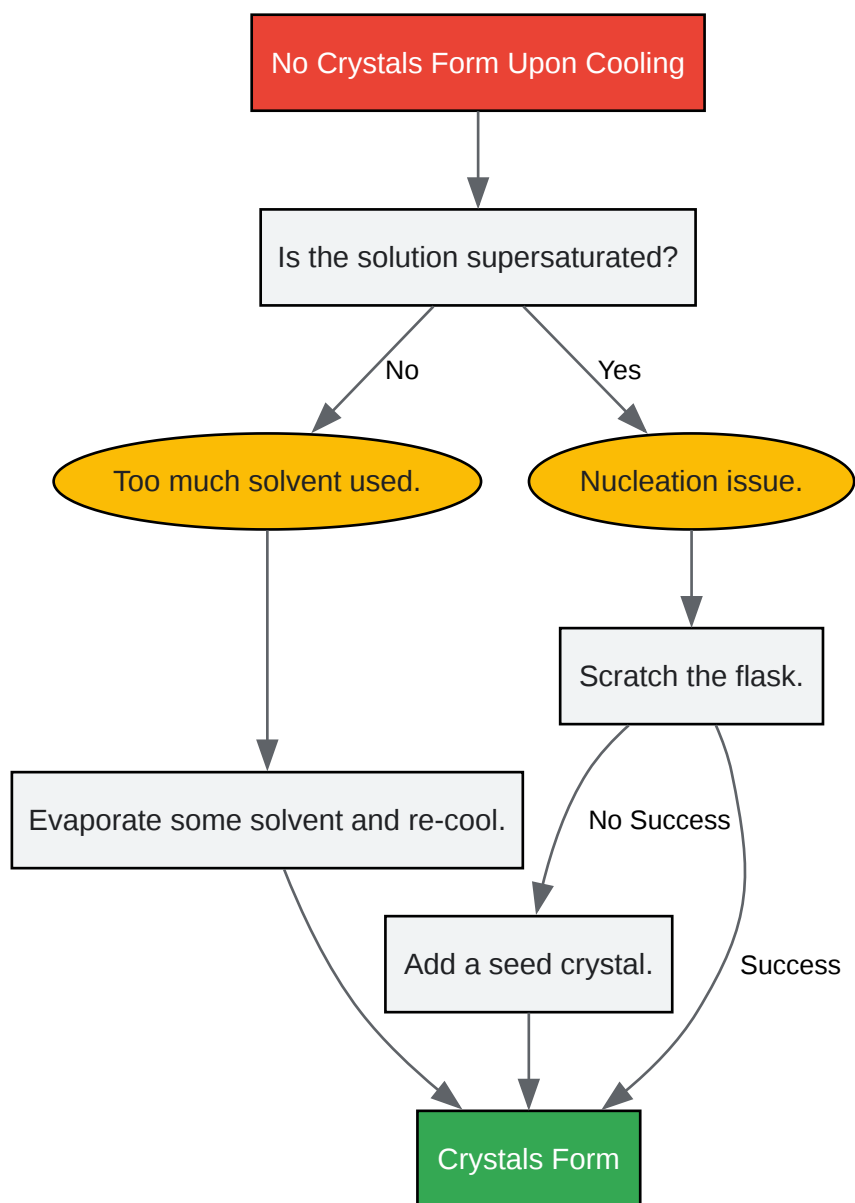 No Crystals Form Upon Cooling
Is the solution supersaturated?
No
Yes
Too much solvent used.
Nucleation issue.
Scratch the flask.
Evaporate some solvent and re-cool.
No Success
Add a seed crystal.
Success
Crystals Form